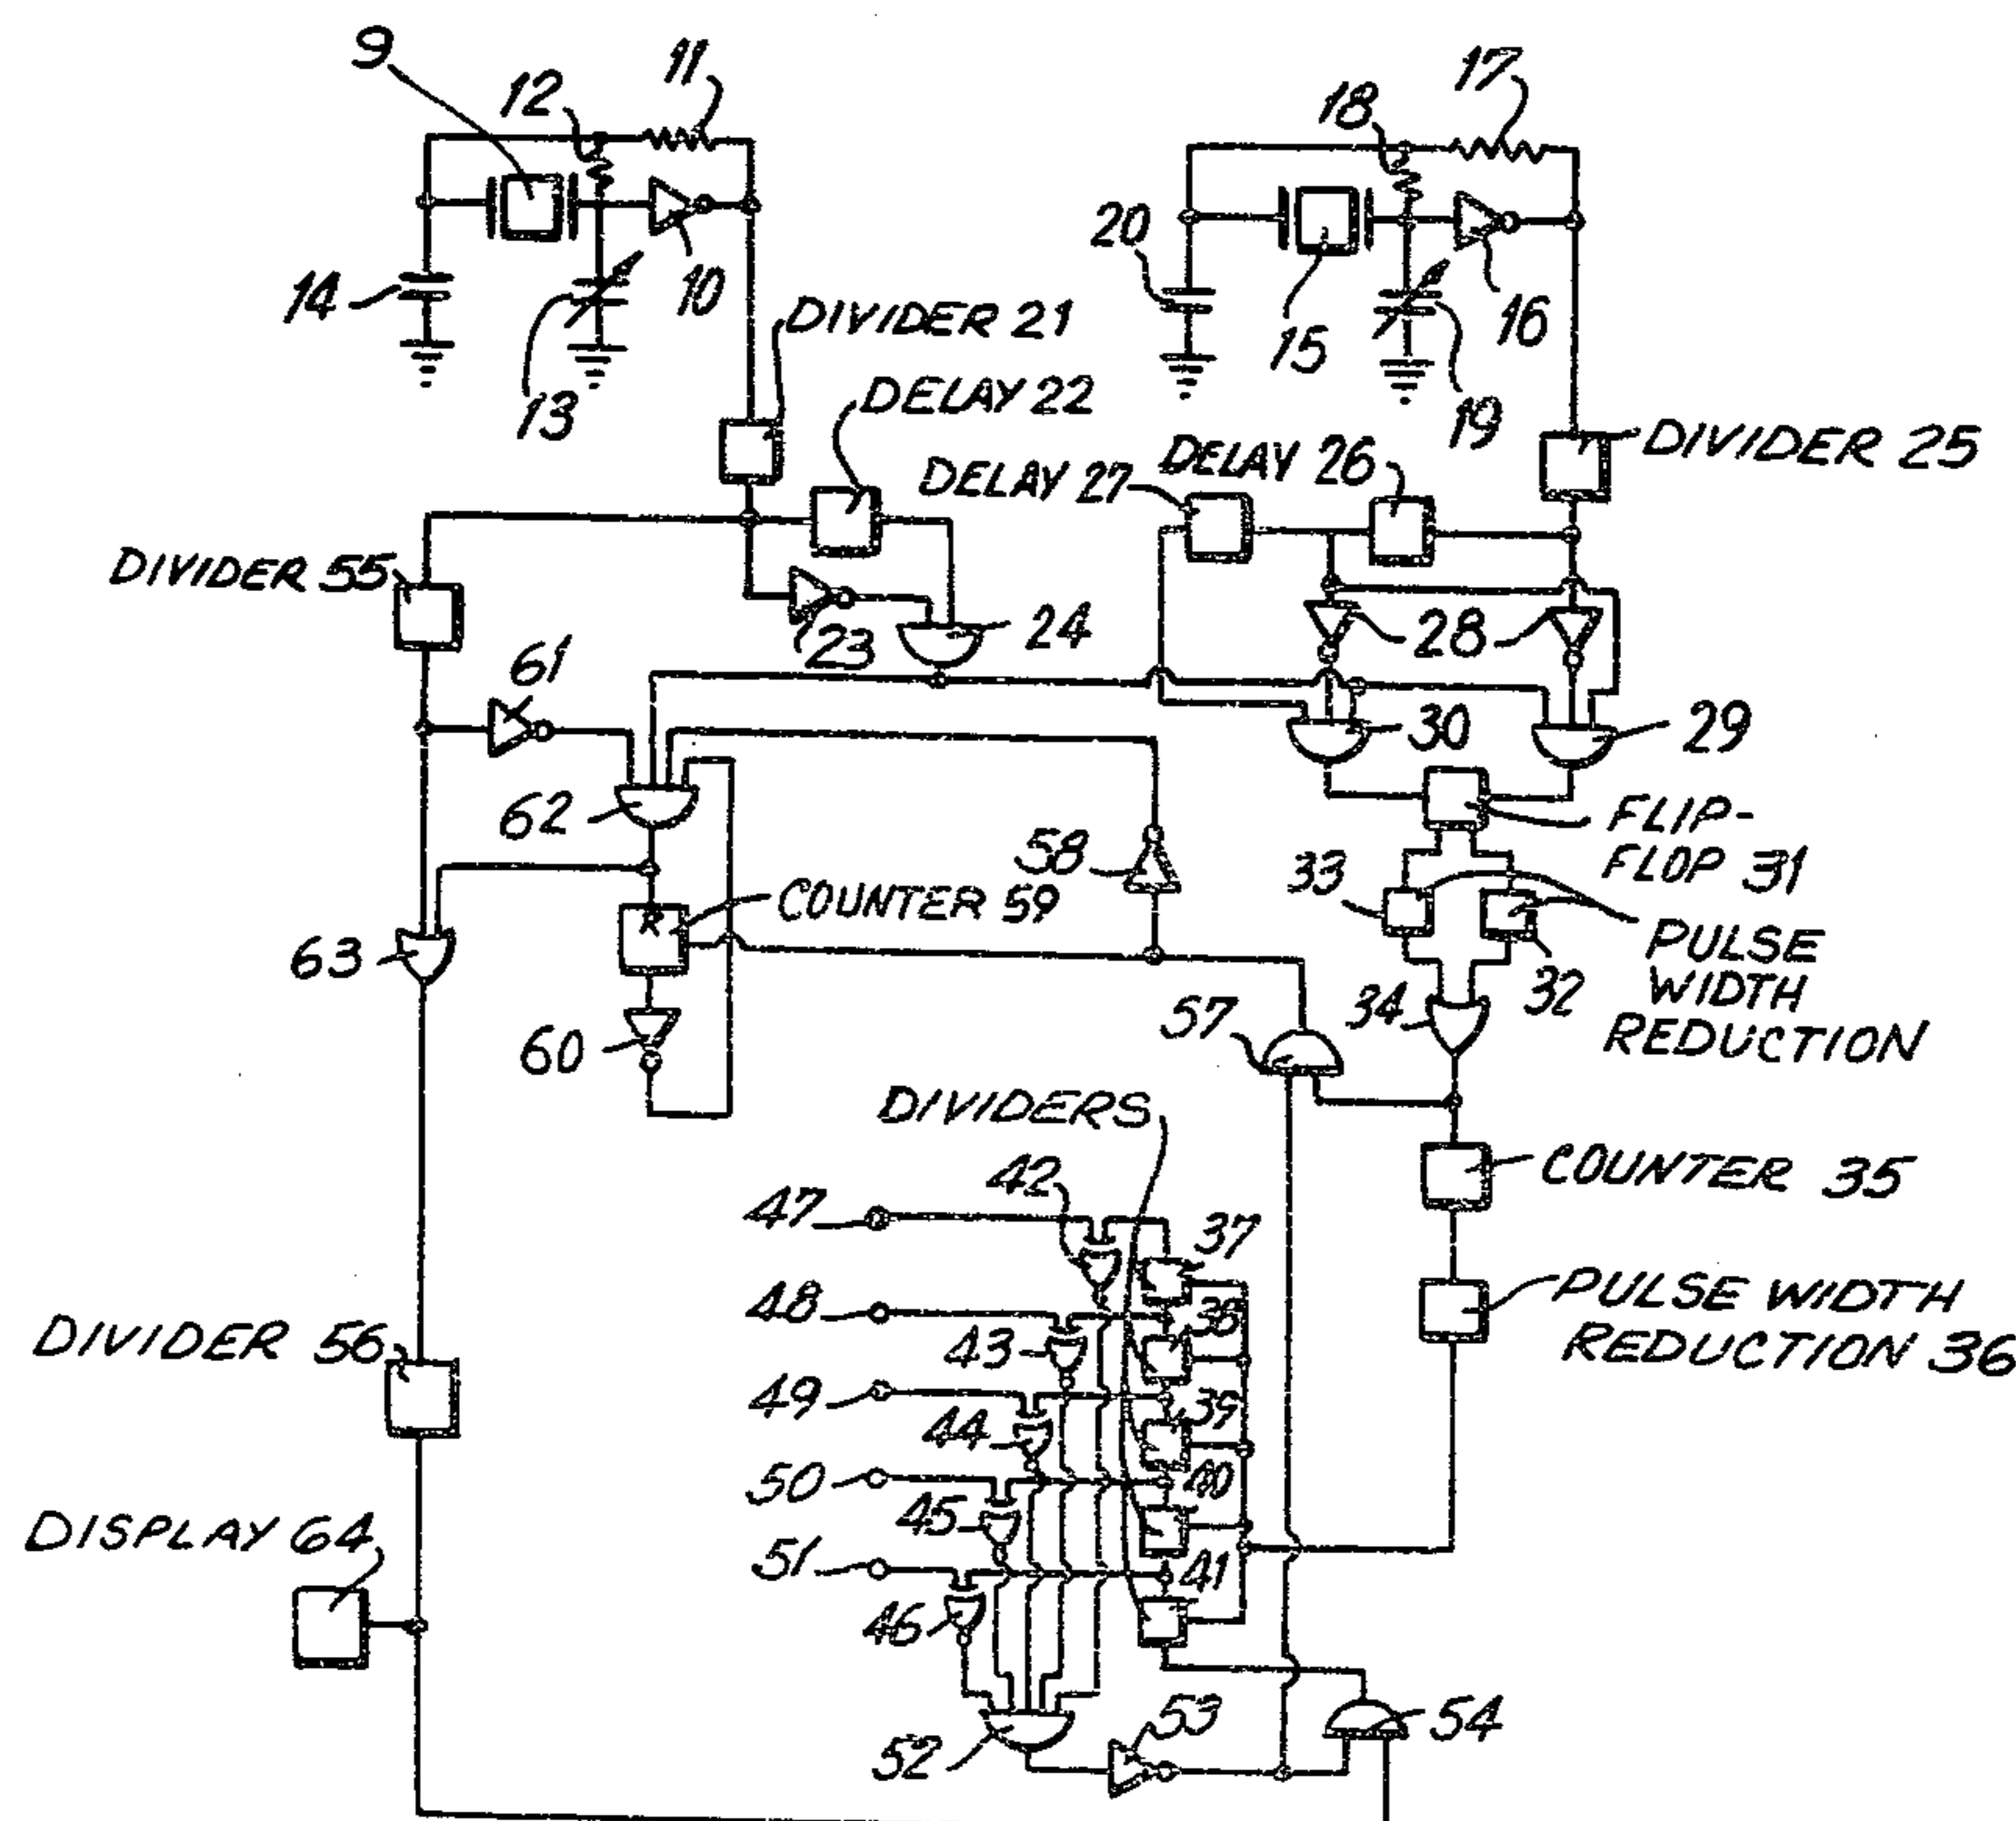 9
12
11
18
17
14
13
10
20
15
16
19
DIVIDER 21
DELAY 22
DELAY 27
DELAY 26
DIVIDER 25
DIVIDER 55
23
24
28
61
30
29
62
58
FLIP-
FLOP 31
33
COUNTER 59
R
63
PULSE
WIDTH
REDUCTION
32
34
57
60
DIVIDERS
COUNTER 35
42
47
37
48
38
43
PULSE WIDTH
REDUCTION 36
DIVIDER 56
49
39
44
50
40
45
DISPLAY 64
51
41
46
52
53
54